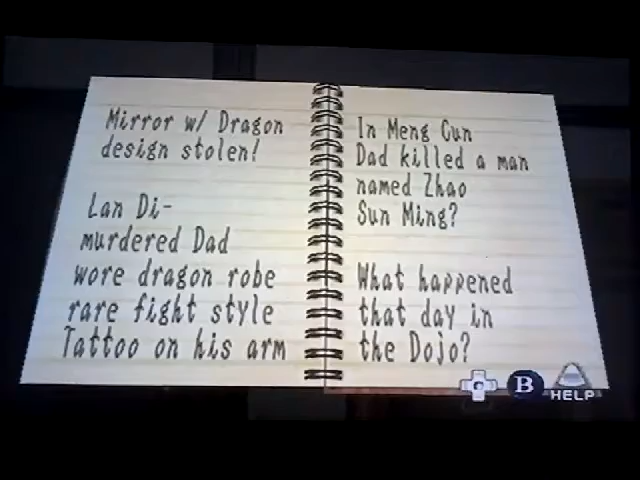 Mirror w/ Dragon
design stolen!
Lan Di-
murdered Dad
wore dragon robe
rare fight style
Tattoo on his arm
In Meng Cun
Dad killed a man
named Zhao
Sun Ming?
What happened
that day in
the Dojo?
B
HELP